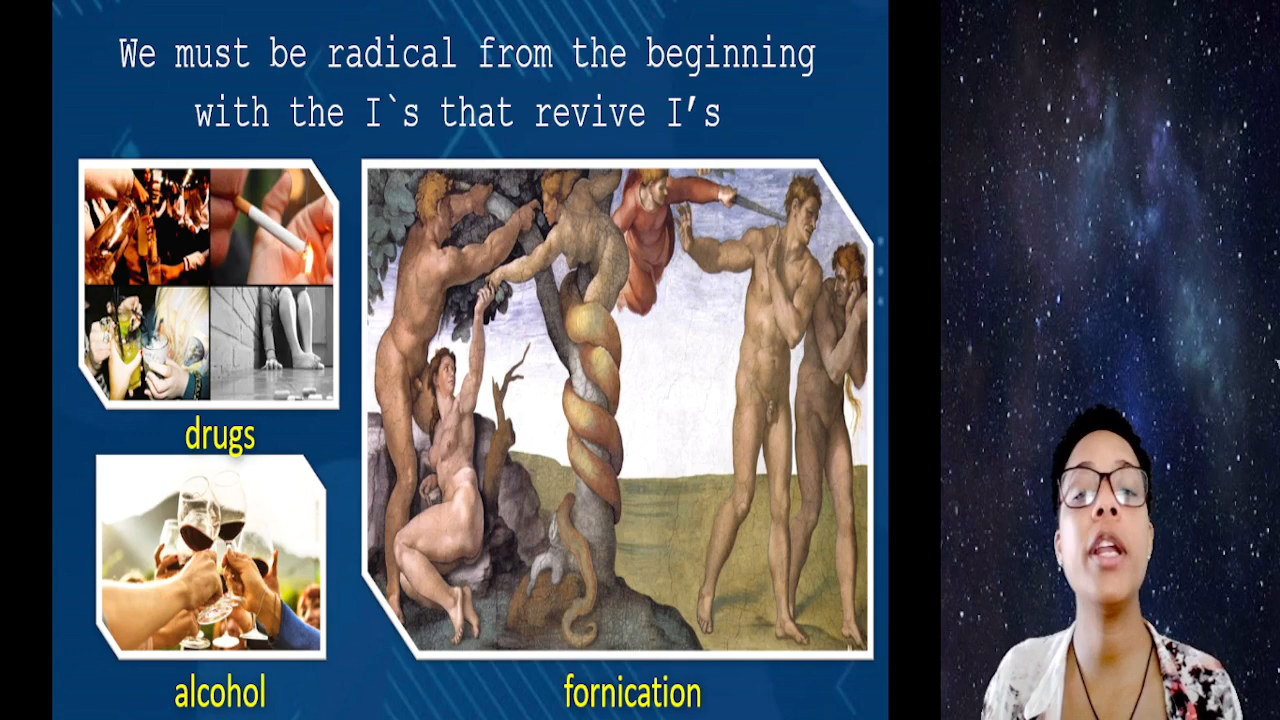 We must be radical from the beginning
with the I`s that revive I’s
drugs
alcohol
fornication